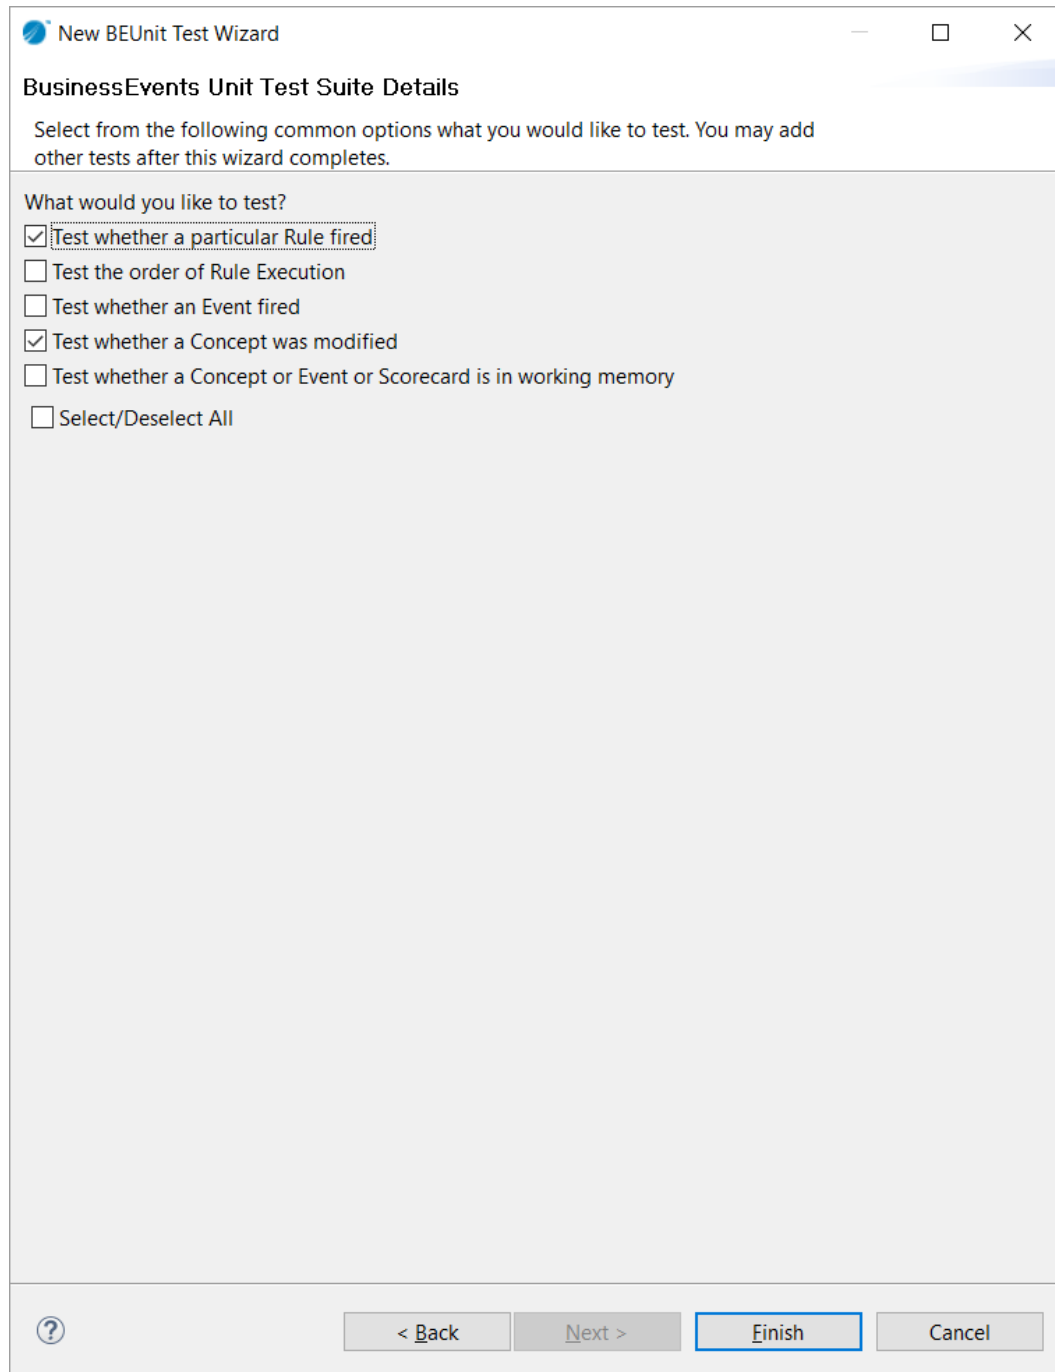 New BEUnit Test Wizard
BusinessEvents Unit Test Suite Details
Select from the following common options what you would like to test. You may add
other tests after this wizard completes.
What would you like to test?
Test whether a particular Rule fired
Test the order of Rule Execution
Test whether an Event fired
Test whether a Concept was modified
Test whether a Concept or Event or Scorecard is in working memory
Select/Deselect All
? < Back Next > Finish Cancel